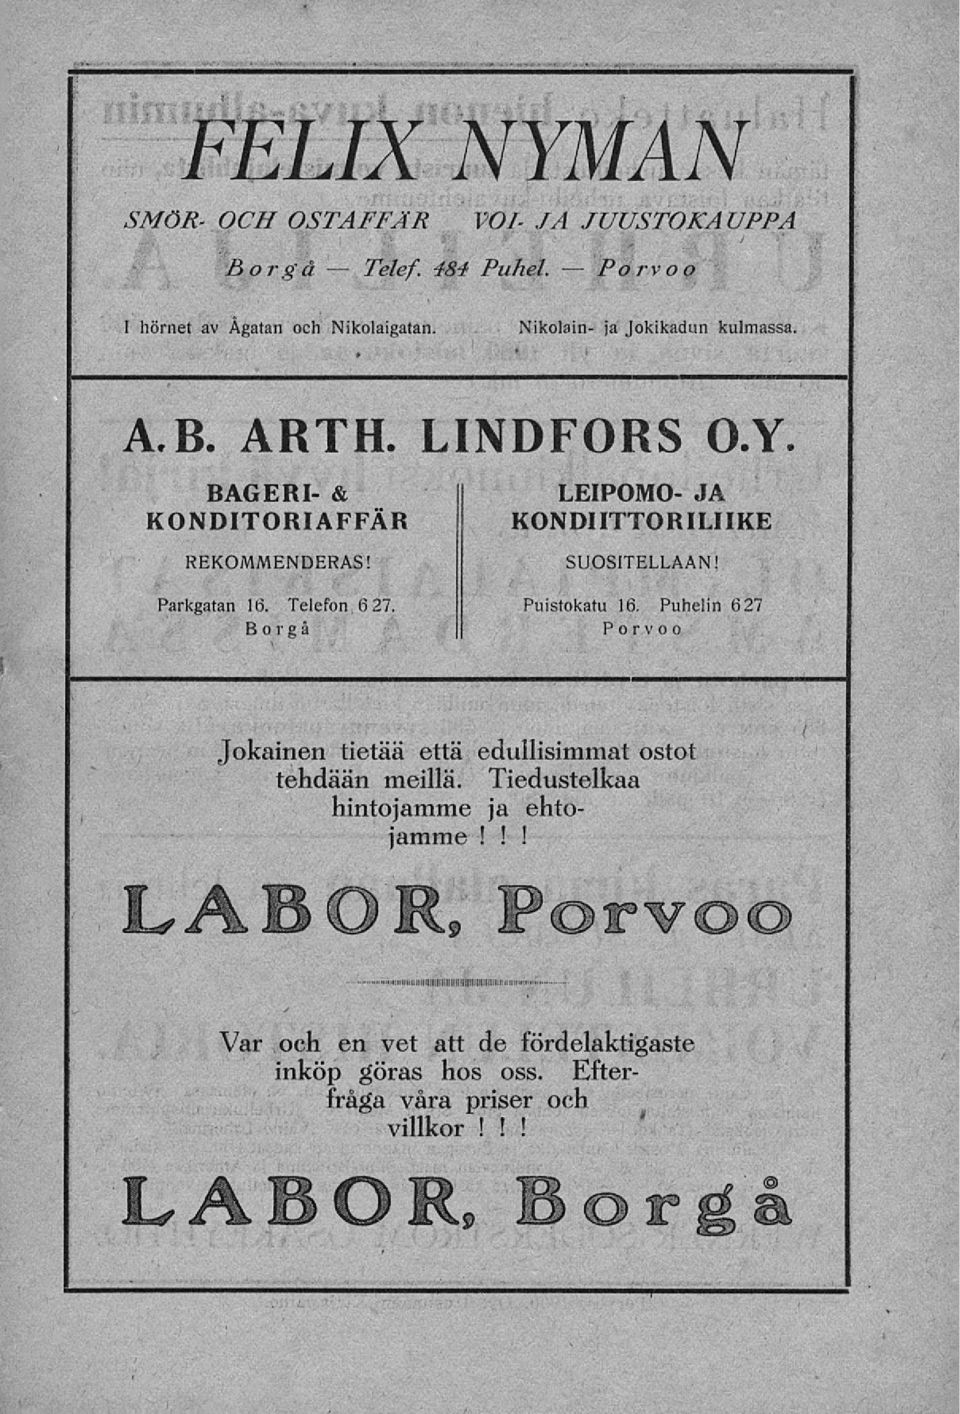 FELIX NYMAN
SMÖR- OCH OSTAFFÄR VOI- JA JUUSTOKAUPPA
Borgå — Telef. 484 Puhel. — Porvoo
I hörnet av Ågatan och Nikolaigatan. Nikolain- ja Jokikadun kulmassa.
A.B. ARTH. LINDFORS O.Y.
BAGERI- &
KONDITORIAFFÄR
REKOMMENDERAS!
Parkgatan 16. Telefon 627.
Borgå
LEIPOMO- JA
KONDIITTORILIIKE
SUOSITELLAAN!
Puistokatu 16. Puhelin 627
Porvoo
Jokainen tietää että edullisimmat ostot
tehdään meillä. Tiedustelkaa
hintojamme ja ehto-
jamme ! ! !
LABOR, Porvoo
Var och en vet att de fördelaktigaste
inköp göras hos oss. Efter-
fråga våra priser och
villkor ! ! !
LABOR, Borgå